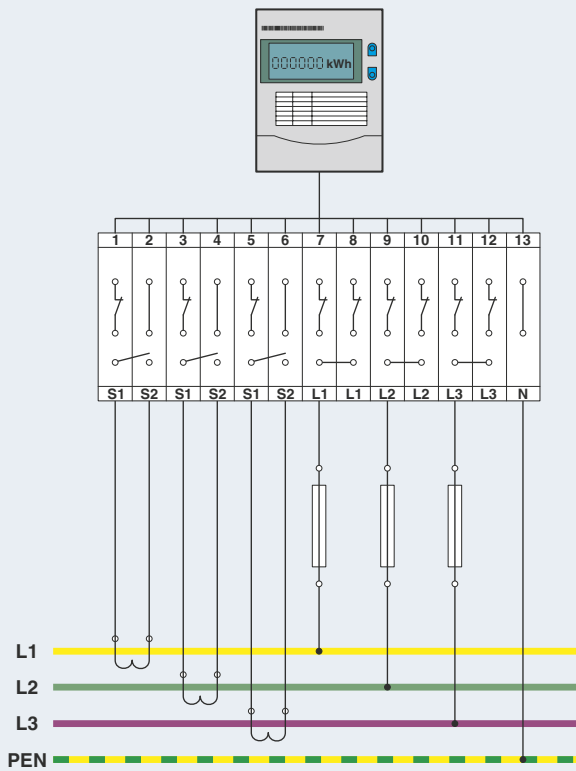 000000 kWh
1 2 3 4 5 6 7 8 9 10 11 12 13
S1 S2 S1 S2 S1 S2 L1 L1 L2 L2 L3 L3 N
L1
L2
L3
PEN